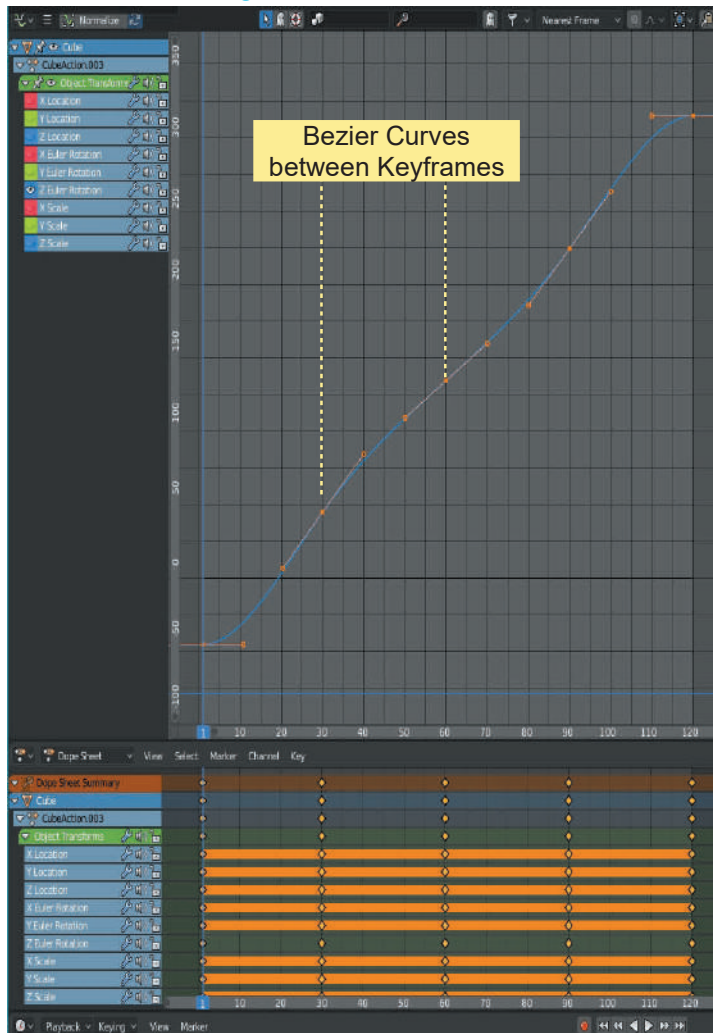 Normalize
Nearest Frame
Cube
CubeAction.003
Object Transforms
X Location
Y Location
Z Location
X Euler Rotation
Y Euler Rotation
Z Euler Rotation
X Scale
Y Scale
Z Scale
350
300
250
200
150
100
50
0
-50
-100
Bezier Curves
between Keyframes
1 10 20 30 40 50 60 70 80 90 100 110 120
Dope Sheet View Select Marker Channel Key
Dope Sheet Summary
Cube
CubeAction.003
Object Transforms
X Location
Y Location
Z Location
X Euler Rotation
Y Euler Rotation
Z Euler Rotation
X Scale
Y Scale
Z Scale
1 10 20 30 40 50 60 70 80 90 100 110 120
Playback Keying View Marker